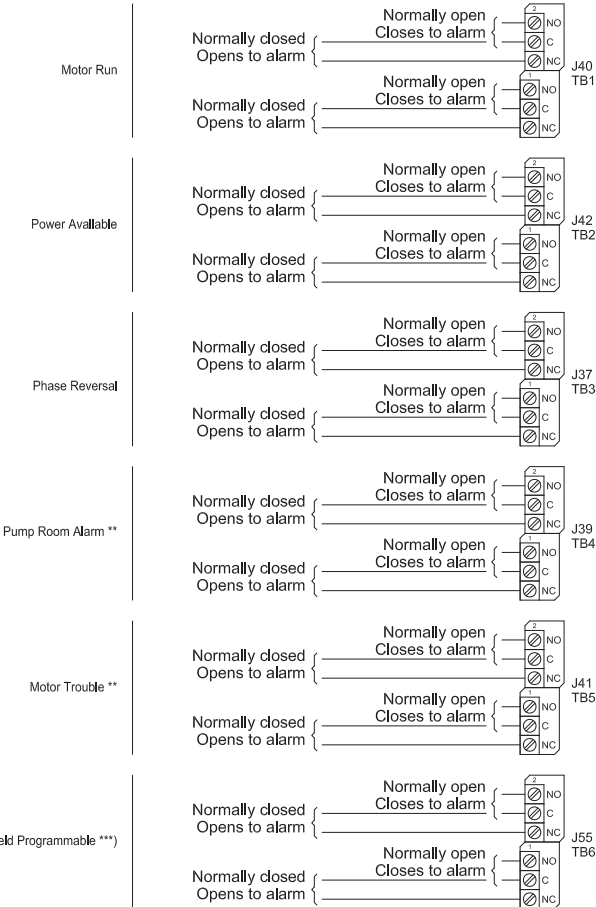 2
Normally open
NO
Closes to alarm
Normally closed
C
Opens to alarm
NC
J40
Motor Run
1
TB1
Normally open
NO
Closes to alarm
Normally closed
C
Opens to alarm
NC
2
Normally open
NO
Closes to alarm
Normally closed
C
Opens to alarm
NC
J42
Power Available
1
TB2
Normally open
NO
Closes to alarm
Normally closed
C
Opens to alarm
NC
2
Normally open
NO
Closes to alarm
Normally closed
C
Opens to alarm
NC
J37
Phase Reversal
1
TB3
Normally open
NO
Closes to alarm
Normally closed
C
Opens to alarm
NC
2
Normally open
NO
Closes to alarm
Normally closed
C
Opens to alarm
NC
J39
Pump Room Alarm **
1
TB4
Normally open
NO
Closes to alarm
Normally closed
C
Opens to alarm
NC
2
Normally open
NO
Closes to alarm
Normally closed
C
Opens to alarm
NC
J41
Motor Trouble **
1
TB5
Normally open
NO
Closes to alarm
Normally closed
C
Opens to alarm
NC
2
Normally open
NO
Closes to alarm
Normally closed
C
Opens to alarm
NC
J55
eld Programmable ***)
1
TB6
Normally open
NO
Closes to alarm
Normally closed
C
Opens to alarm
NC